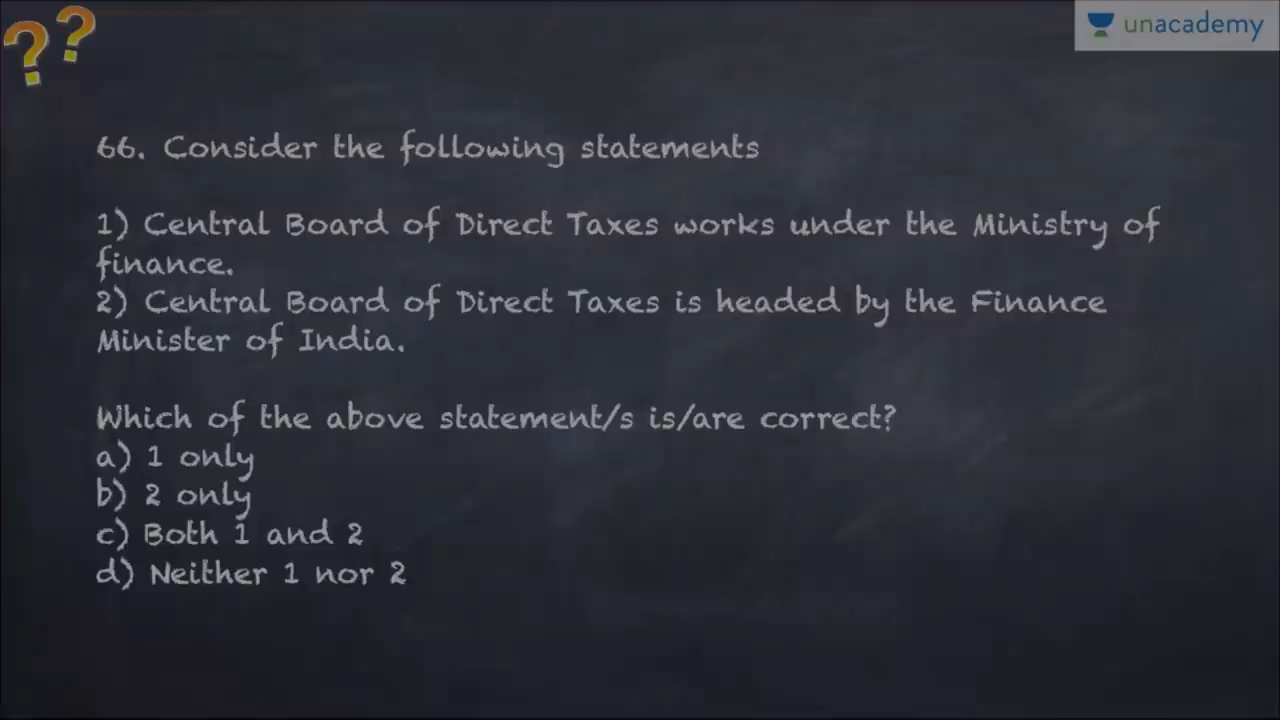 unacademy
66. Consider the following statements
1) Central Board of Direct Taxes works under the Ministry of
finance.
2) Central Board of Direct Taxes is headed by the Finance
Minister of India.
Which of the above statement/s is/are correct?
a) 1 only
b) 2 only
c) Both 1 and 2
d) Neither 1 nor 2